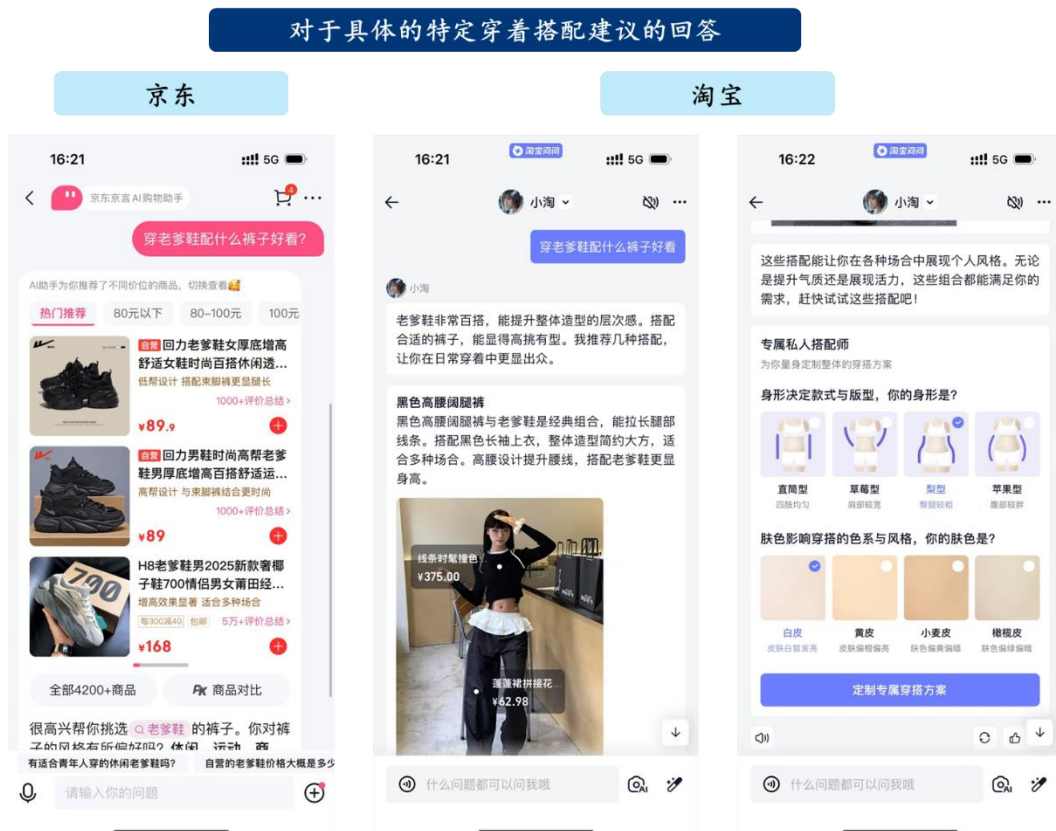 对于具体的特定穿着搭配建议的回答
京东
淘宝
16:21
5G
京东京言AI购物助手
4
穿老爹鞋配什么裤子好看?
AI助手为你推荐了不同价位的商品，切换查看
热门推荐
80元以下
80-100元
100元
自营 回力老爹鞋女厚底增高
舒适女鞋时尚百搭休闲透...
低帮设计 搭配束脚裤更显腿长
1000+评价总结>
¥89.9
自营 回力男鞋时尚高帮老爹
鞋男厚底增高百搭舒适运...
高帮设计 与束脚裤结合更时尚
1000+评价总结>
¥89
700
H8老爹鞋男2025新款奢椰
子鞋700情侣男女莆田经...
增高效果显著 适合多种场合
每300减40 包邮 5万+评价总结>
¥168
全部4200+商品
PK 商品对比
很高兴帮你挑选 老爹鞋 的裤子。你对裤
子的风格有所偏好吗? 休闲、运动、商
有适合青年人穿的休闲老爹鞋吗?
自营的老爹鞋价格大概是多少
请输入你的问题
淘宝问问
16:21
5G
小淘
穿老爹鞋配什么裤子好看
小淘
老爹鞋非常百搭，能提升整体造型的层次感。搭配
合适的裤子，能显得高挑有型。我推荐几种搭配，
让你在日常穿着中更显出众。
黑色高腰阔腿裤
黑色高腰阔腿裤与老爹鞋是经典组合，能拉长腿部
线条。搭配黑色长袖上衣，整体造型简约大方，适
合多种场合。高腰设计提升腰线，搭配老爹鞋更显
身高。
线条时髦撞色...
¥375.00
蓬蓬裙拼接花...
¥62.98
什么问题都可以问我哦
AI
淘宝问问
16:22
5G
小淘
这些搭配能让你在各种场合中展现个人风格。无论
是提升气质还是展现活力，这些组合都能满足你的
需求，赶快试试这些搭配吧！
专属私人搭配师
为你量身定制整体的穿搭方案
身形决定款式与版型，你的身形是?
直筒型
草莓型
梨型
苹果型
四肢均匀
肩部较宽
臀腿较粗
腹部较胖
肤色影响穿搭的色系与风格，你的肤色是?
白皮
黄皮
小麦皮
橄榄皮
皮肤白皙发亮
皮肤偏橙偏亮
肤色偏黄偏暗
肤色偏绿偏暗
定制专属穿搭方案
什么问题都可以问我哦
AI